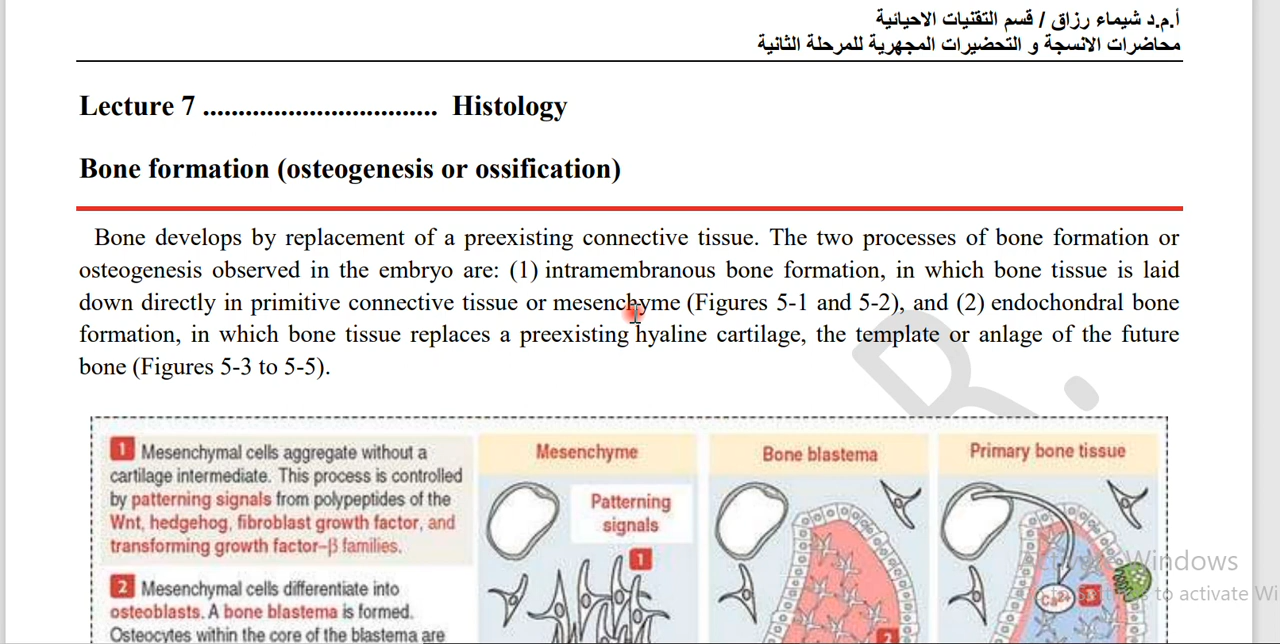 أ.م.د شيماء رزاق / قسم التقنيات الاحيائية
محاضرات الانسجة و التحضيرات المجهرية للمرحلة الثانية
Lecture 7 ................................. Histology
Bone formation (osteogenesis or ossification)
Bone develops by replacement of a preexisting connective tissue. The two processes of bone formation or
osteogenesis observed in the embryo are: (1) intramembranous bone formation, in which bone tissue is laid
down directly in primitive connective tissue or mesenchyme (Figures 5-1 and 5-2), and (2) endochondral bone
formation, in which bone tissue replaces a preexisting hyaline cartilage, the template or anlage of the future
bone (Figures 5-3 to 5-5).
1 Mesenchymal cells aggregate without a
cartilage intermediate. This process is controlled
by patterning signals from polypeptides of the
Wnt, hedgehog, fibroblast growth factor, and
transforming growth factor–β families.
2 Mesenchymal cells differentiate into
osteoblasts. A bone blastema is formed.
Osteocytes within the core of the blastema are
Mesenchyme
Patterning
signals
1
Bone blastema
2
Primary bone tissue
Ca2+ 3
R.
Windows
to activate Wi